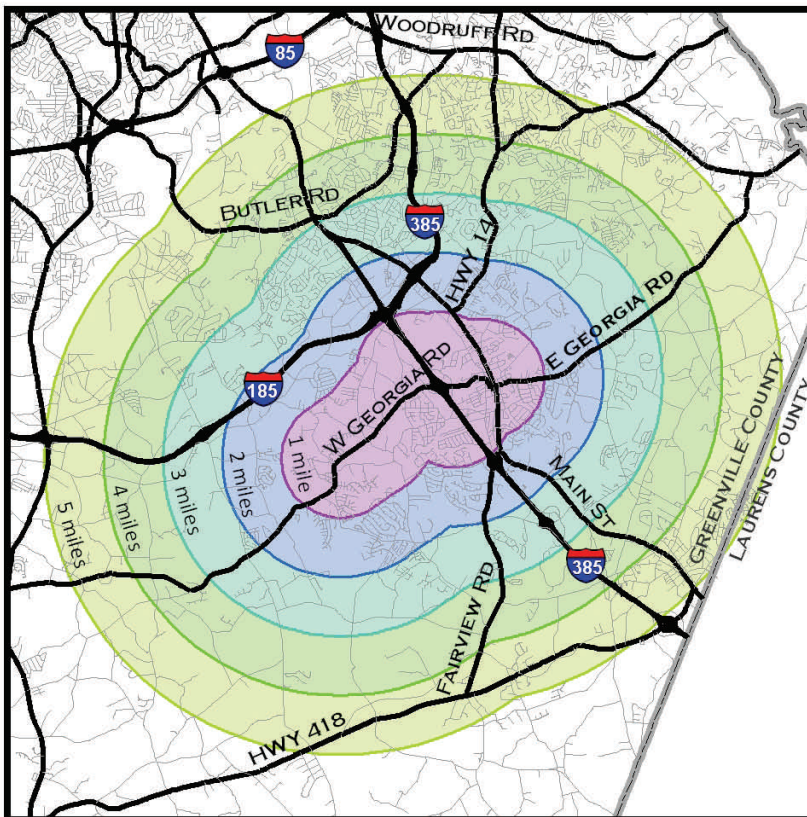 WOODRUFF RD
85
BUTLER RD
385
HWY 14
E GEORGIA RD
W GEORGIA RD
185
1 mile
2 miles
3 miles
4 miles
5 miles
MAIN ST
GREENVILLE COUNTY
LAURENS COUNTY
385
FAIRVIEW RD
HWY 418